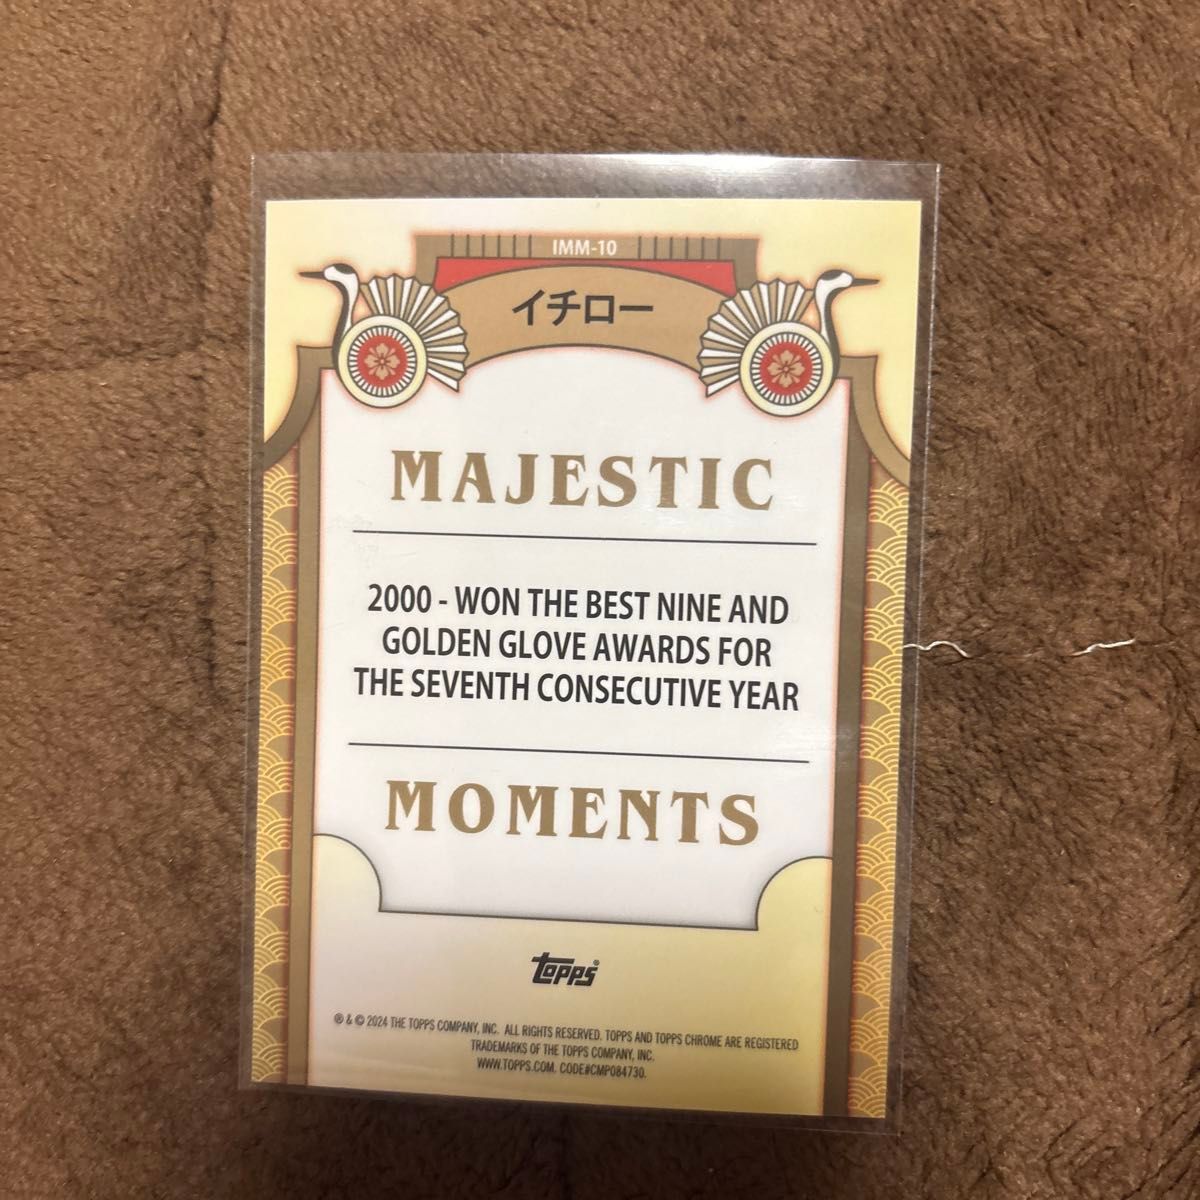 IMM-10
イチロー
MAJESTIC
2000 - WON THE BEST NINE AND
GOLDEN GLOVE AWARDS FOR
THE SEVENTH CONSECUTIVE YEAR
MOMENTS
topps®
® & © 2024 THE TOPPS COMPANY, INC. ALL RIGHTS RESERVED. TOPPS AND TOPPS CHROME ARE REGISTERED
TRADEMARKS OF THE TOPPS COMPANY, INC.
WWW.TOPPS.COM. CODE#CMP084730.